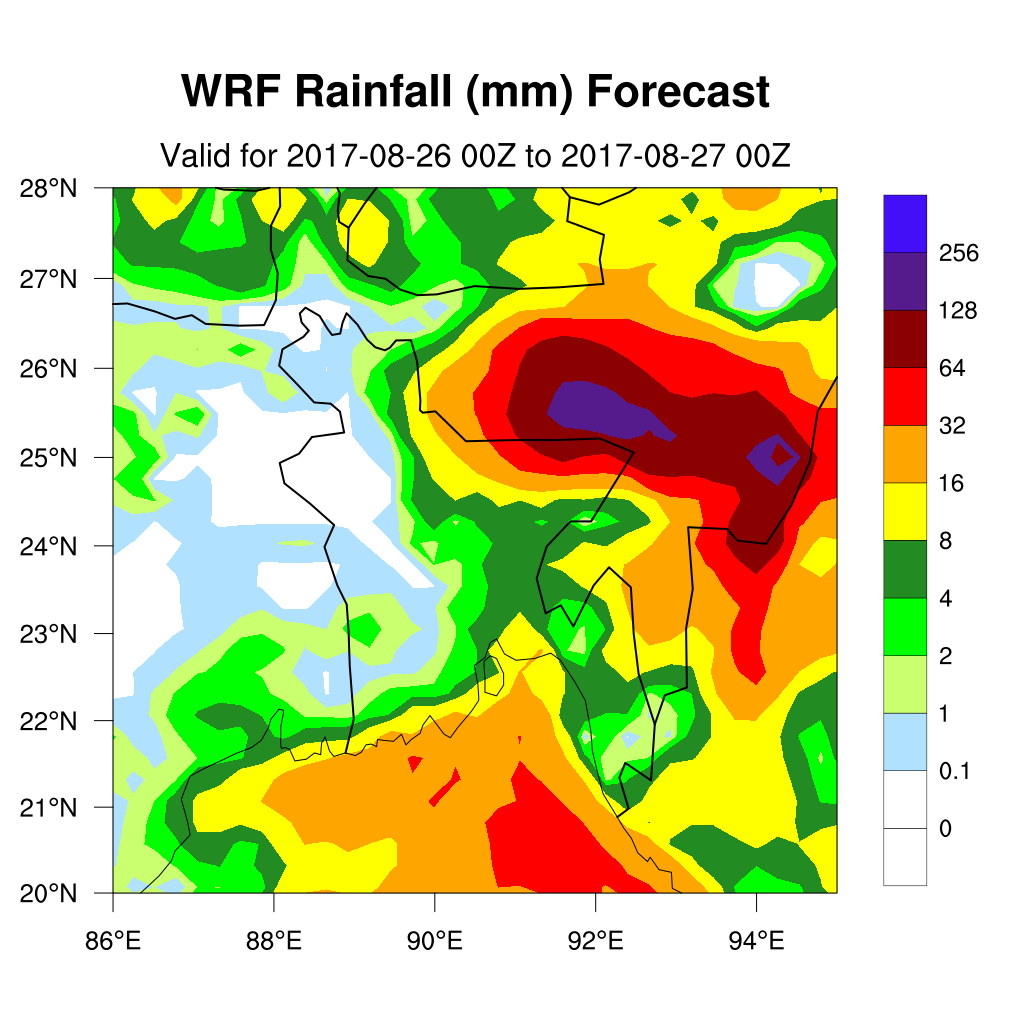 WRF Rainfall (mm) Forecast
Valid for 2017-08-26 00Z to 2017-08-27 00Z
28°N
27°N
26°N
25°N
24°N
23°N
22°N
21°N
20°N
86°E
88°E
90°E
92°E
94°E
256
128
64
32
16
8
4
2
1
0.1
0